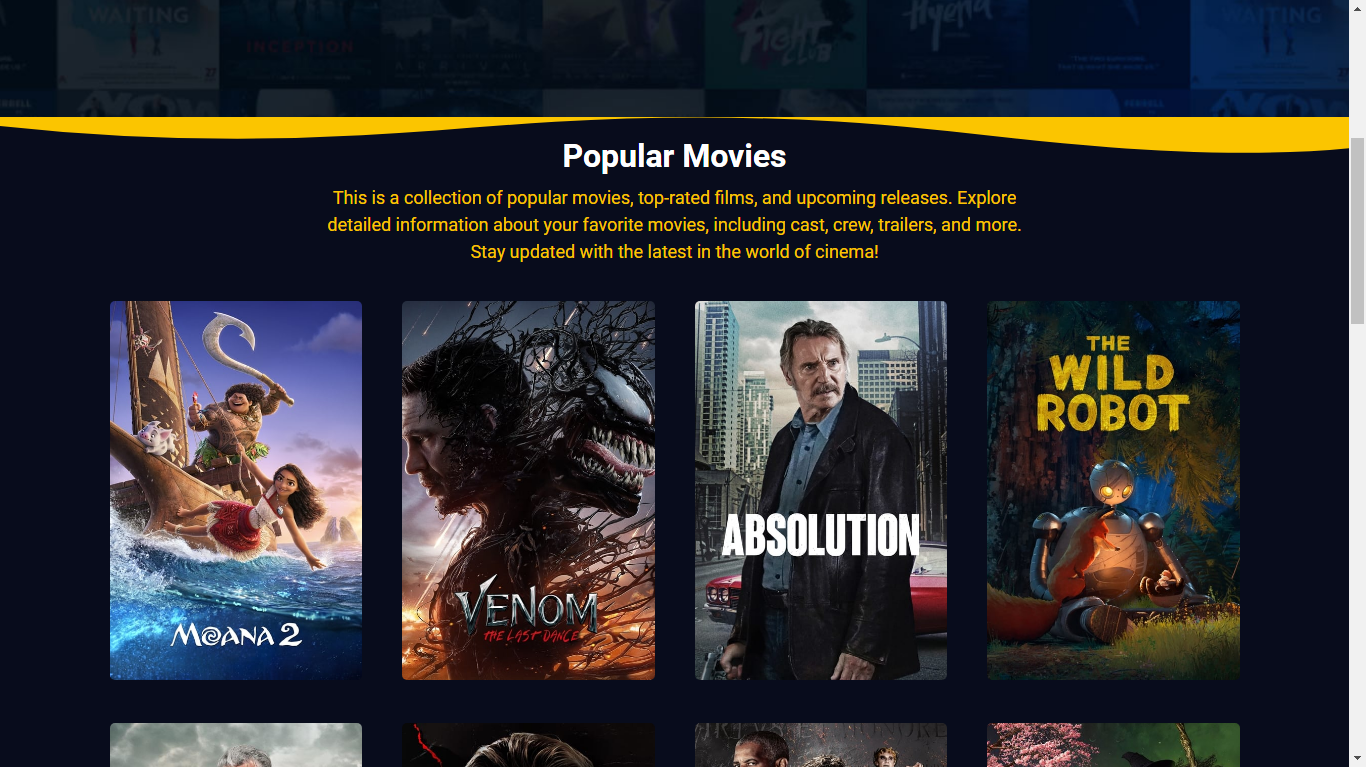 WAITING
INCEPTION
ARRIVAL
FIGHT
CLUB
Hyena
WAITING
27
Popular Movies
This is a collection of popular movies, top-rated films, and upcoming releases. Explore
detailed information about your favorite movies, including cast, crew, trailers, and more.
Stay updated with the latest in the world of cinema!
MOANA 2
VENOM
THE LAST DANCE
ABSOLUTION
THE
WILD
ROBOT